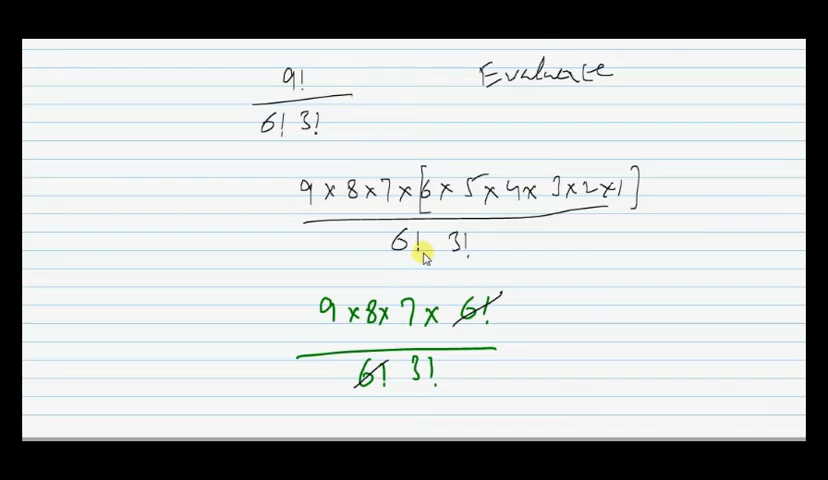 9! Evaluate
6! 3!
9 × 8 × 7 × [6 × 5 × 4 × 3 × 2 × 1]
6! 3!
9 × 8 × 7 × 6!
6! 3!